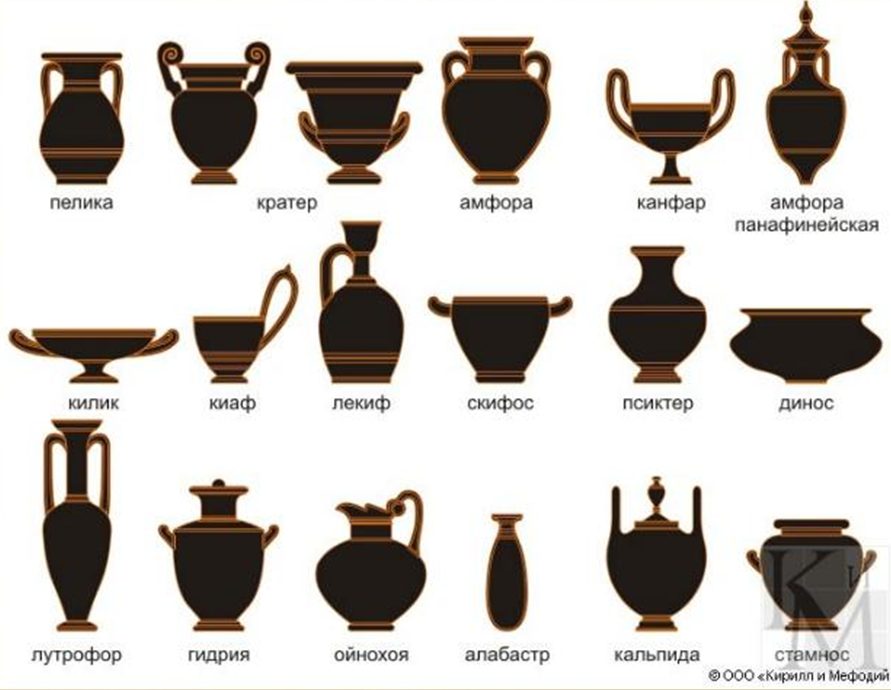 пелика
кратер
амфора
канфар
амфора
панафинейская
килик
киаф
лекиф
скифос
псиктер
динос
лутрофор
гидрия
ойнохоя
алабастр
кальпида
стамнос
К и М
© ООО «Кирилл и Мефодий